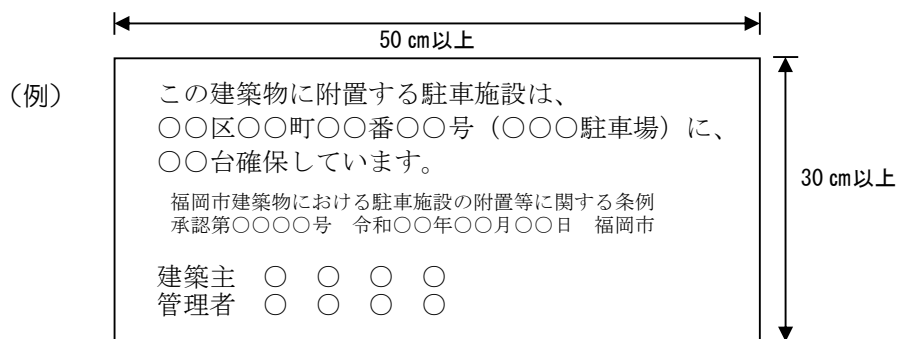 50 ㎝以上
（例）
この建築物に附置する駐車施設は、
○○区○○町○○番○○号（○○○駐車場）に、
○○台確保しています。
30 ㎝以上
福岡市建築物における駐車施設の附置等に関する条例
承認第○○○○号　令和○○年○○月○○日　福岡市
建築主　○　○　○　○
管理者　○　○　○　○